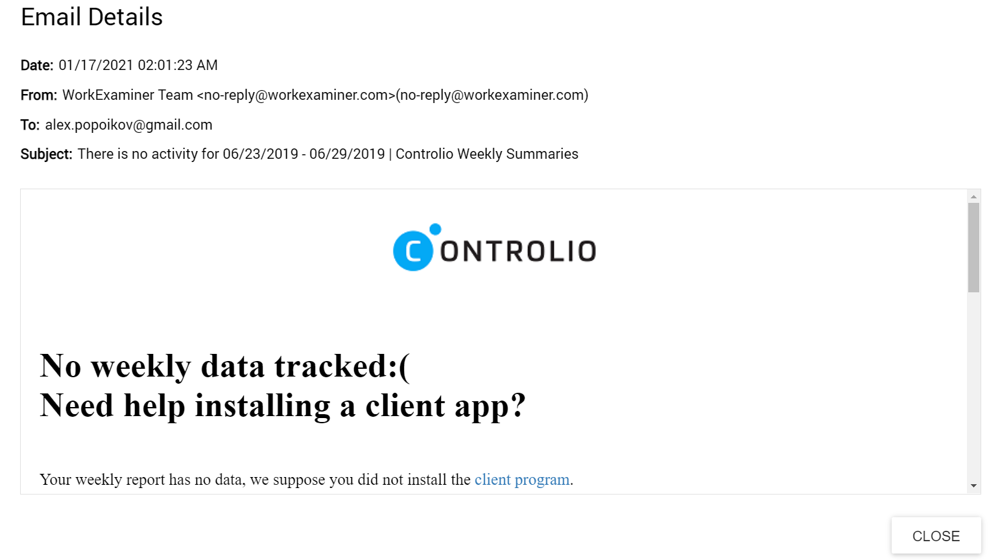 Email Details
Date: 01/17/2021 02:01:23 AM
From: WorkExaminer Team <no-reply@workexaminer.com>(no-reply@workexaminer.com)
To: alex.popoikov@gmail.com
Subject: There is no activity for 06/23/2019 - 06/29/2019 | Controlio Weekly Summaries
CONTROLIO
No weekly data tracked:(
Need help installing a client app?
Your weekly report has no data, we suppose you did not install the client program.
CLOSE